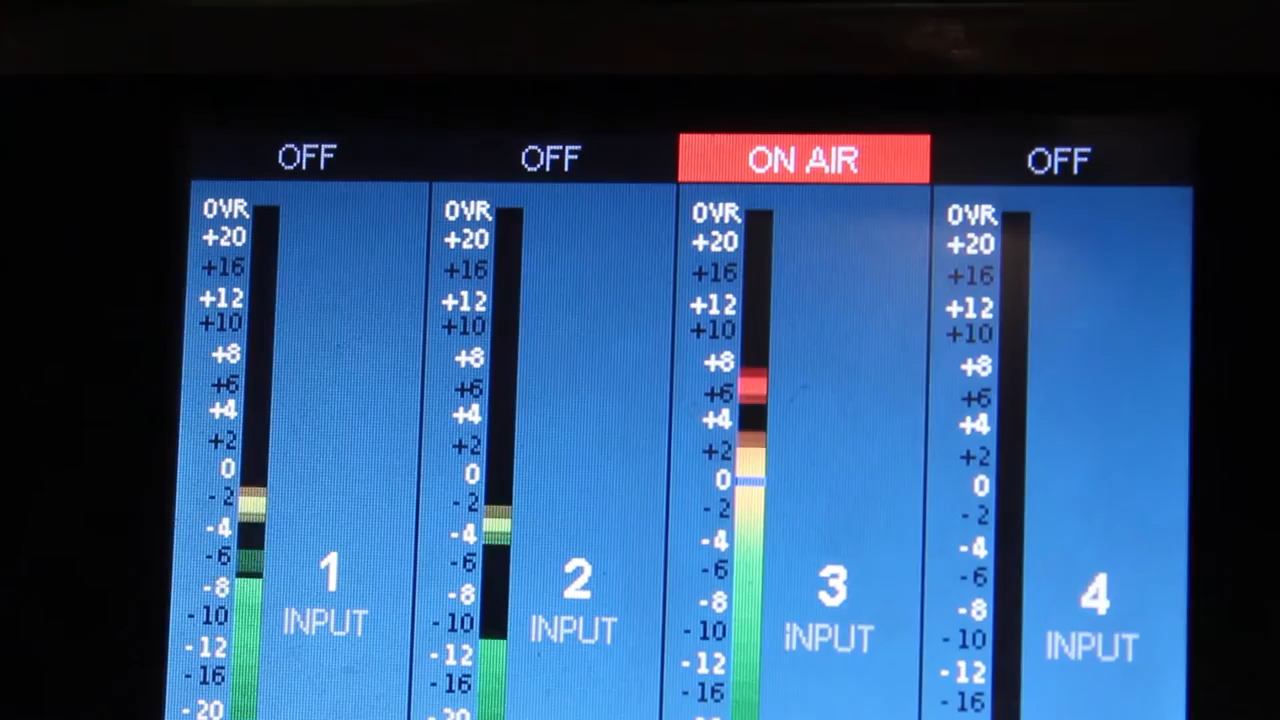 OFF OFF ON AIR OFF
OVR OVR OVR OVR
+20 +20 +20 +20
+16 +16 +16 +16
+12 +12 +12 +12
+10 +10 +10 +10
+8 +8 +8 +8
+6 +6 +6 +6
+4 +4 +4 +4
+2 +2 +2 +2
0 0 0 0
-2 -2 -2 -2
-4 -4 -4 -4
-6 -6 -6 -6
1 2 3 4
-8 -8 -8 -8
INPUT INPUT INPUT INPUT
-10 -10 -10 -10
-12 -12 -12 -12
-16 -16 -16 -16
-20 -20